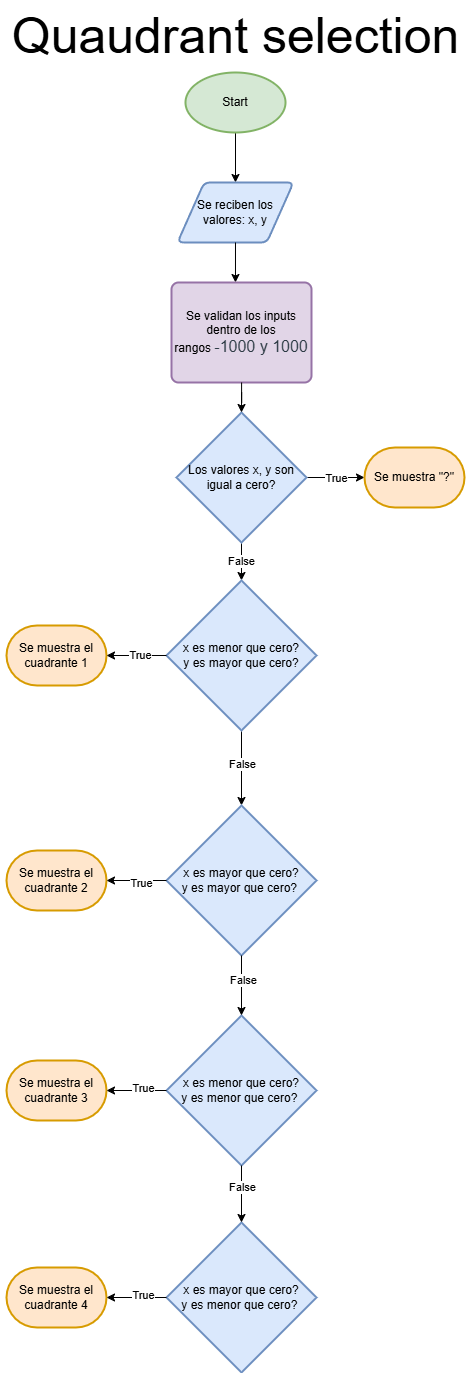 Quaudrant selection
Start
Se reciben los
valores: x, y
Se validan los inputs
dentro de los
rangos -1000 y 1000
Los valores x, y son
igual a cero?
True
Se muestra "?"
False
x es menor que cero?
y es mayor que cero?
True
Se muestra el
cuadrante 1
False
x es mayor que cero?
y es mayor que cero?
True
Se muestra el
cuadrante 2
False
x es menor que cero?
y es menor que cero?
True
Se muestra el
cuadrante 3
False
x es mayor que cero?
y es menor que cero?
True
Se muestra el
cuadrante 4